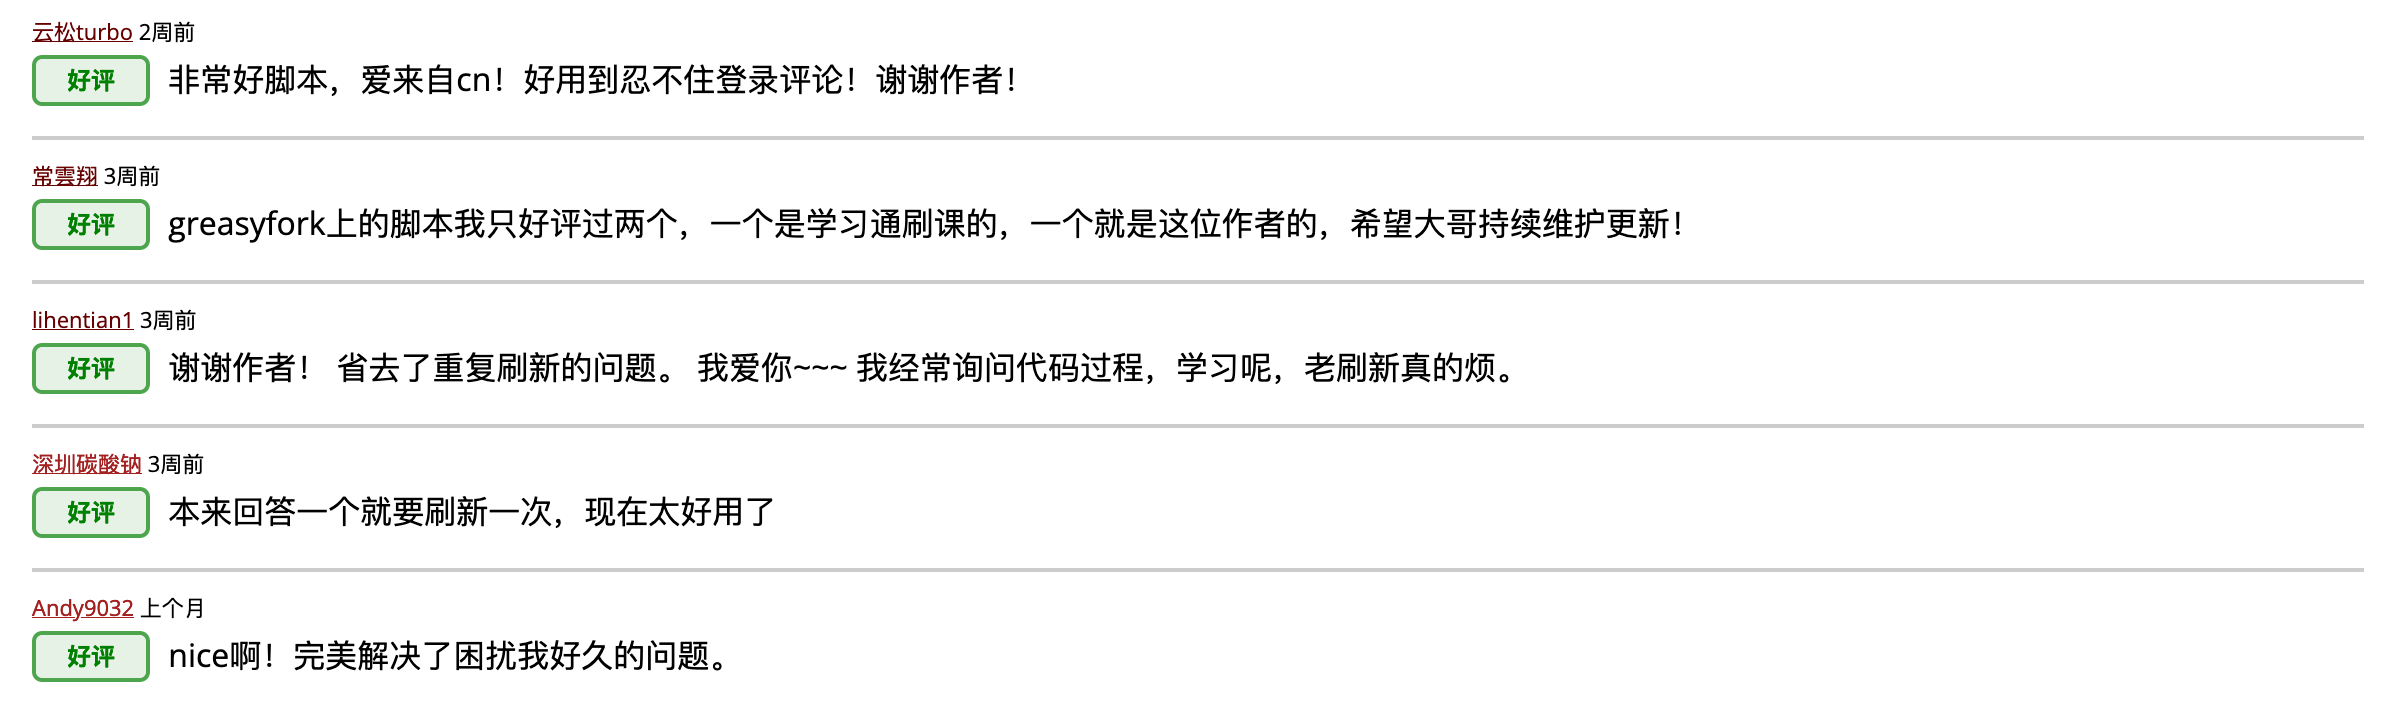 云松turbo 2周前
好评 非常好脚本，爱来自cn！好用到忍不住登录评论！谢谢作者！
常雲翔 3周前
好评 greasyfork上的脚本我只好评过两个，一个是学习通刷课的，一个就是这位作者的，希望大哥持续维护更新！
lihentian1 3周前
好评 谢谢作者！ 省去了重复刷新的问题。 我爱你~~~ 我经常询问代码过程，学习呢，老刷新真的烦。
深圳碳酸钠 3周前
好评 本来回答一个就要刷新一次，现在太好用了
Andy9032 上个月
好评 nice啊！完美解决了困扰我好久的问题。